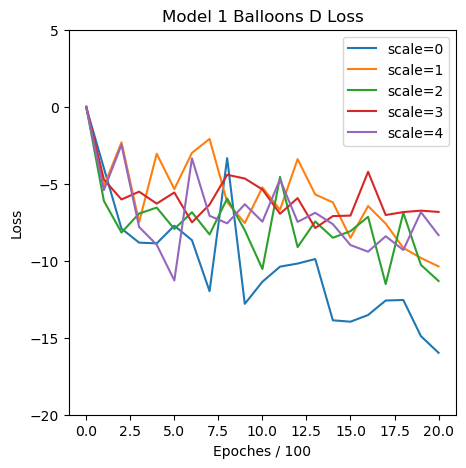 Model 1 Balloons D Loss
scale=0
scale=1
scale=2
scale=3
scale=4
5
0
−5
−10
−15
−20
Loss
0.0 2.5 5.0 7.5 10.0 12.5 15.0 17.5 20.0
Epoches / 100